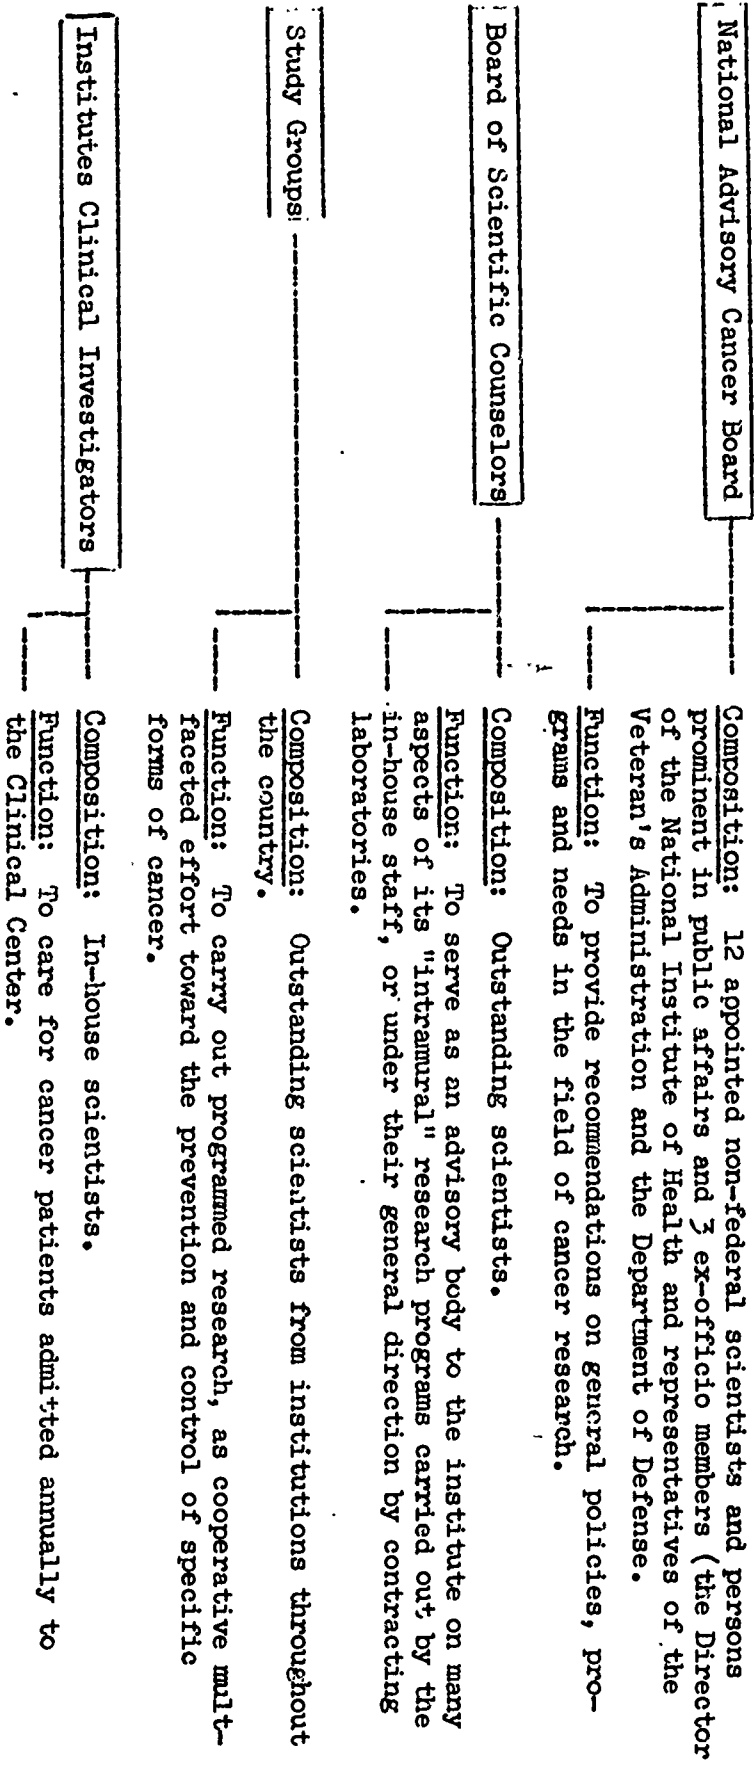 National Advisory Cancer Board
Composition: 12 appointed non-federal scientists and persons
prominent in public affairs and 3 ex-officio members (the Director
of the National Institute of Health and representatives of the
Veteran's Administration and the Department of Defense.
Function: To provide recommendations on general policies, pro-
grams and needs in the field of cancer research.
Board of Scientific Counselors
Composition: Outstanding scientists.
Function: To serve as an advisory body to the institute on many
aspects of its "intramural" research programs carried out by the
in-house staff, or under their general direction by contracting
laboratories.
Study Groups
Composition: Outstanding scientists from institutions throughout
the country.
Function: To carry out programmed research, as cooperative mult-
faceted effort toward the prevention and control of specific
forms of cancer.
Institutes Clinical Investigators
Composition: In-house scientists.
Function: To care for cancer patients admitted annually to
the Clinical Center.